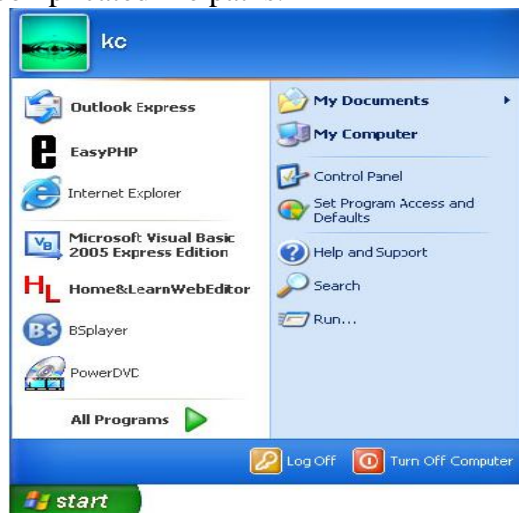 kc
Outlook Express
EasyPHP
Internet Explorer
Microsoft Visual Basic
2005 Express Edition
Home&LearnWebEditor
BSplayer
PowerDVD
All Programs
My Documents
My Computer
Control Panel
Set Program Access and
Defaults
Help and Support
Search
Run...
Log Off
Turn Off Computer
start